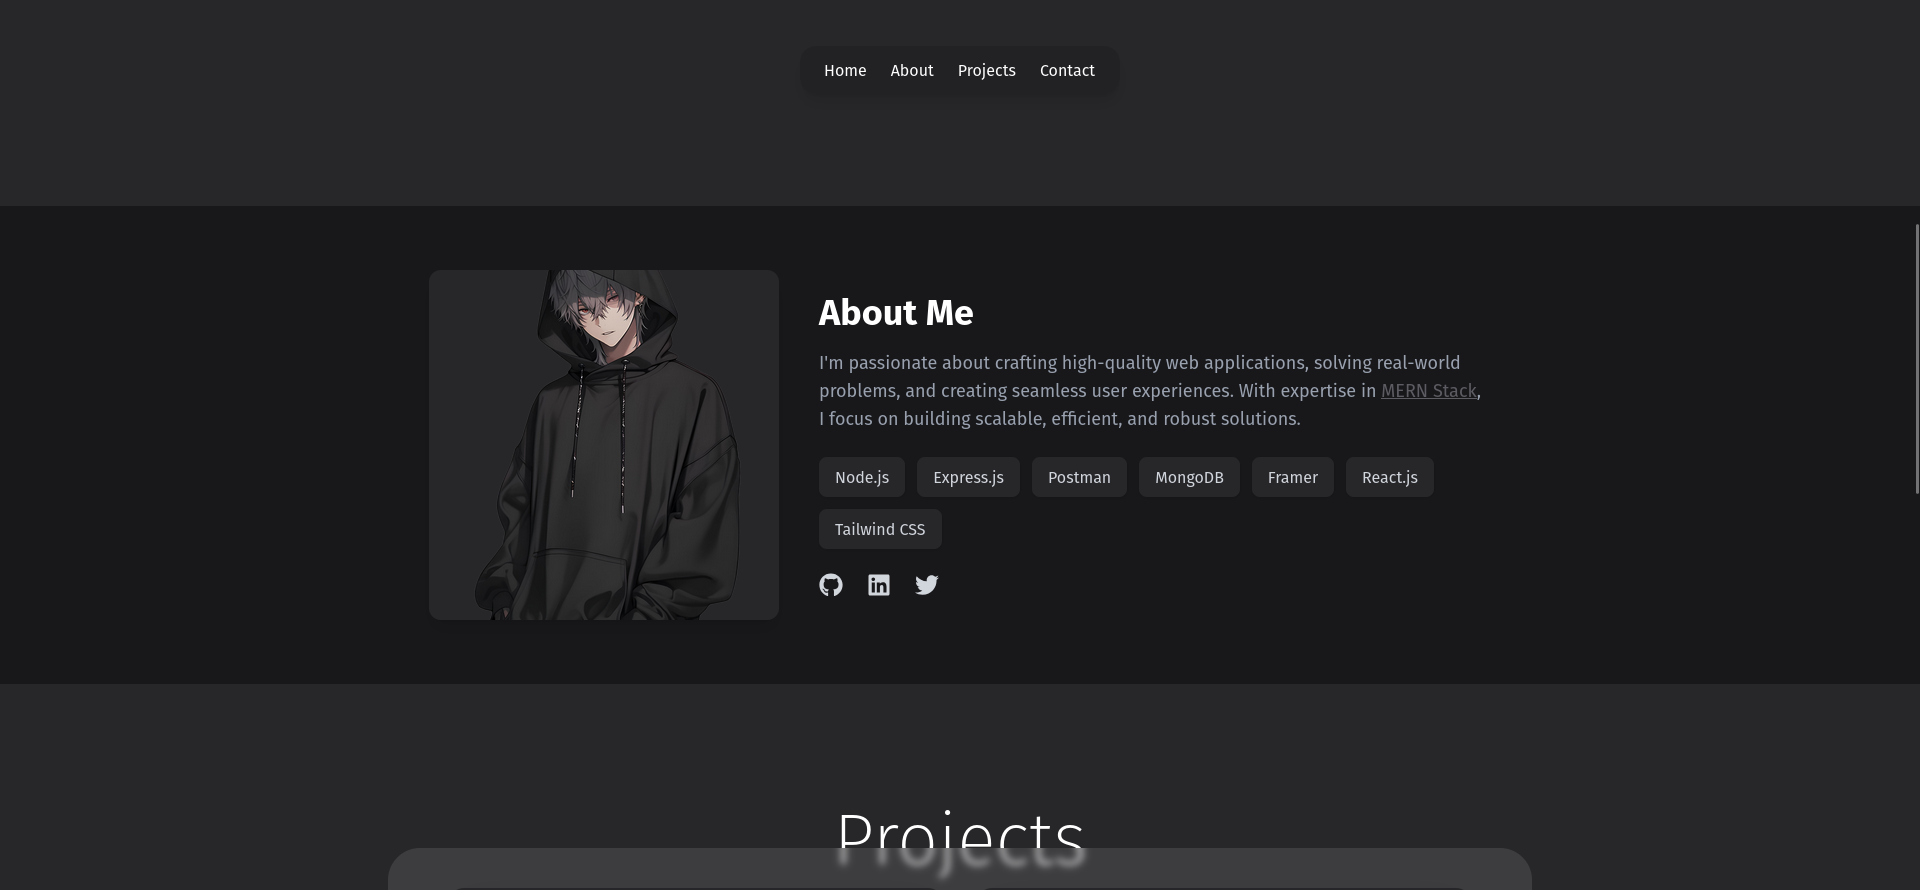 Home About Projects Contact
About Me
I'm passionate about crafting high-quality web applications, solving real-world
problems, and creating seamless user experiences. With expertise in MERN Stack,
I focus on building scalable, efficient, and robust solutions.
Node.js Express.js Postman MongoDB Framer React.js
Tailwind CSS
Projects